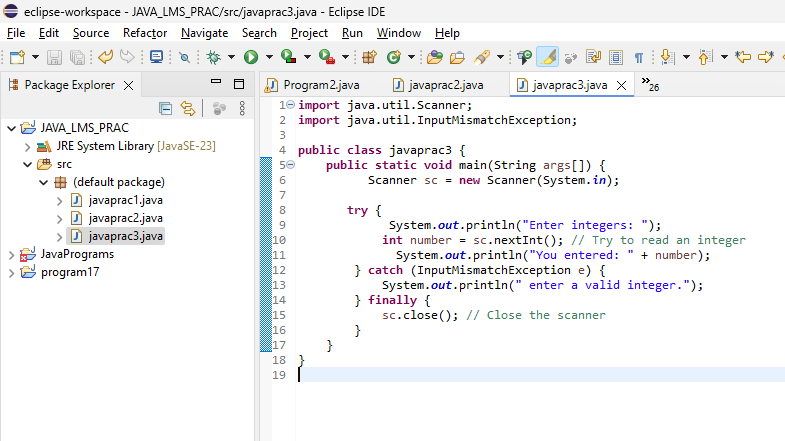 eclipse-workspace - JAVA_LMS_PRAC/src/javaprac3.java - Eclipse IDE
File Edit Source Refactor Navigate Search Project Run Window Help
Package Explorer
Program2.java javaprac2.java javaprac3.java 26
JAVA_LMS_PRAC
JRE System Library [JavaSE-23]
src
(default package)
javaprac1.java
javaprac2.java
javaprac3.java
JavaPrograms
program17
1 import java.util.Scanner;
2 import java.util.InputMismatchException;
3
4 public class javaprac3 {
5 public static void main(String args[]) {
6 Scanner sc = new Scanner(System.in);
7
8 try {
9 System.out.println("Enter integers: ");
10 int number = sc.nextInt(); // Try to read an integer
11 System.out.println("You entered: " + number);
12 } catch (InputMismatchException e) {
13 System.out.println(" enter a valid integer.");
14 } finally {
15 sc.close(); // Close the scanner
16 }
17 }
18 }
19